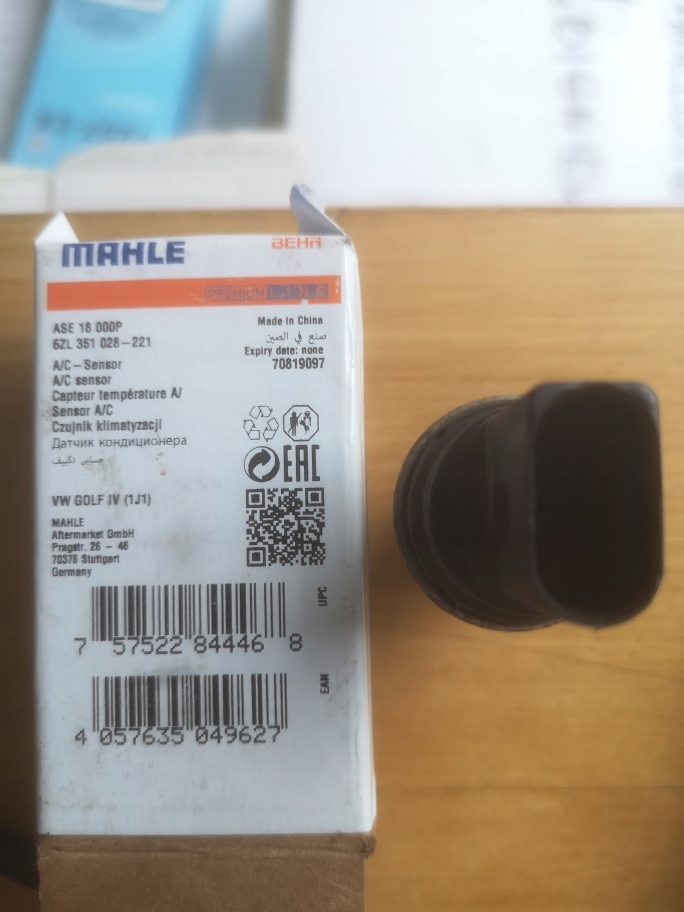 MAHLE
BEHR
PREMIUM LINE
ASE 18 000P
6ZL 351 028-221
A/C-Sensor
A/C sensor
Capteur température A/
Sensor A/C
Czujnik klimatyzacji
Датчик кондиционера
حساس تكييف
Made in China
صنع في الصين
Expiry date: none
70819097
EAC
VW GOLF IV (1J1)
MAHLE
Aftermarket GmbH
Pragstr. 26 - 46
70376 Stuttgart
Germany
UPC
7 57522 84446 8
EAN
4 057635 049627